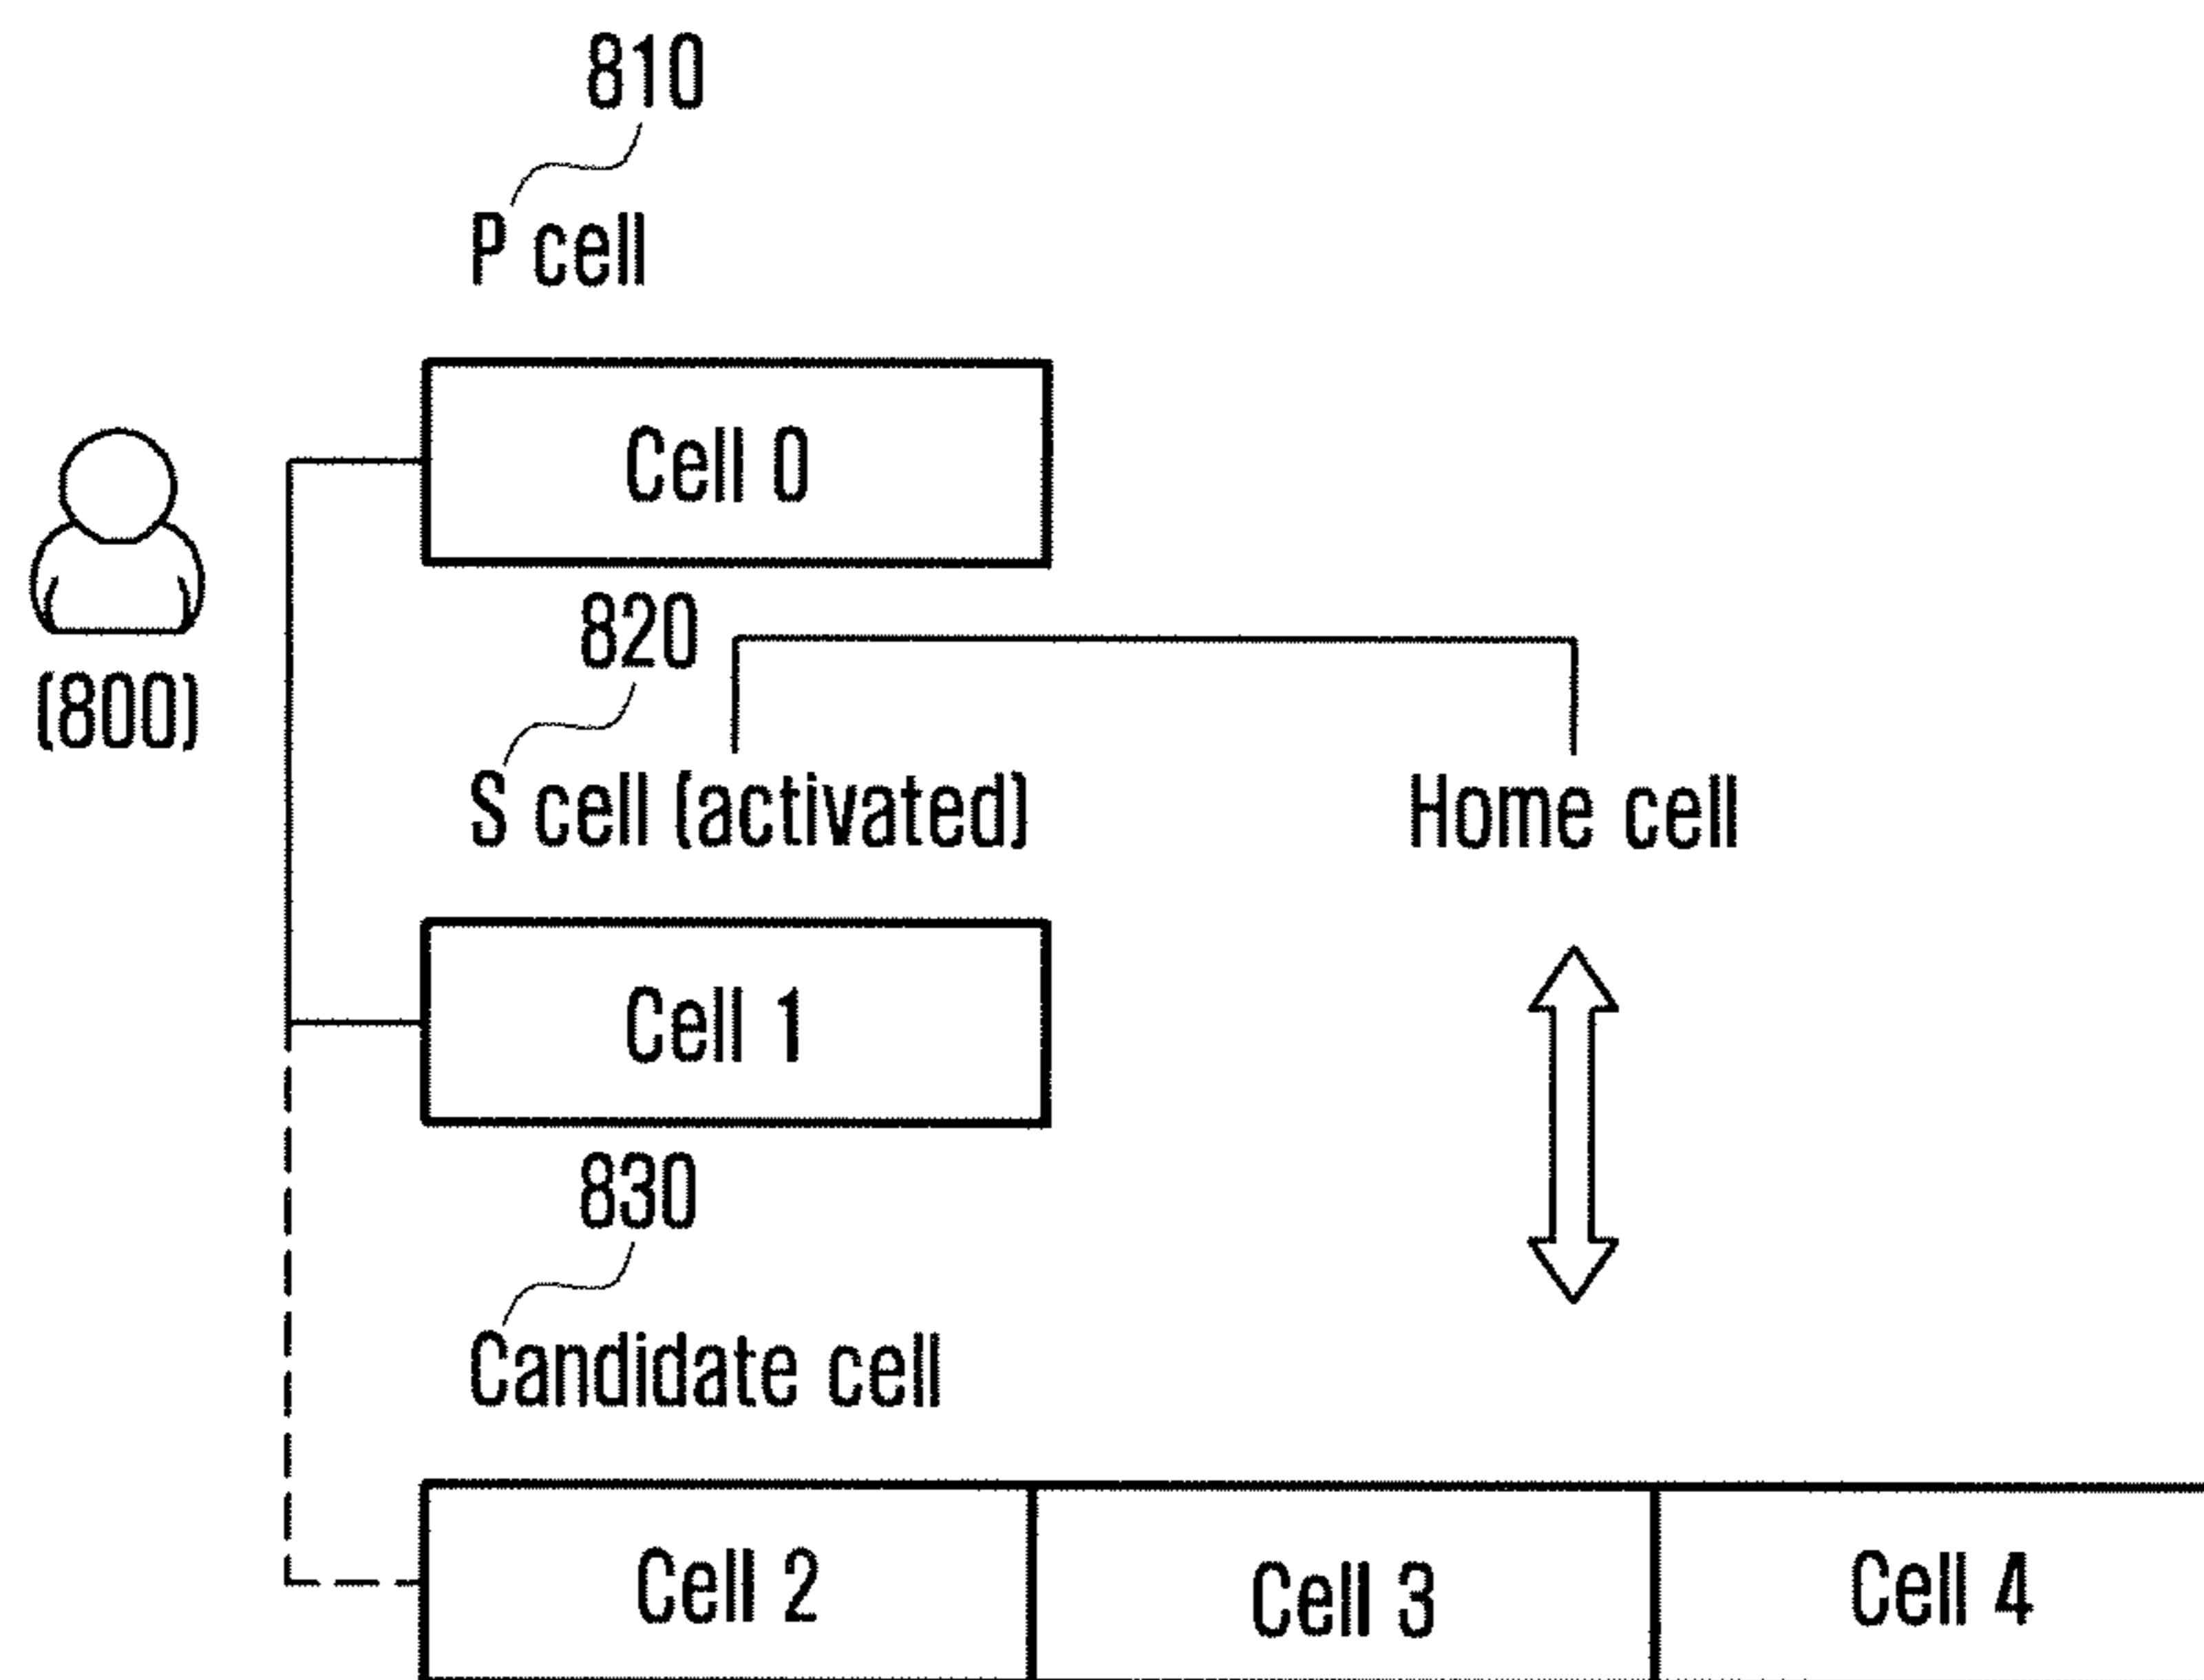 810
P cell
Cell 0
(800)
820
S cell (activated)
Home cell
Cell 1
830
Candidate cell
Cell 2
Cell 3
Cell 4